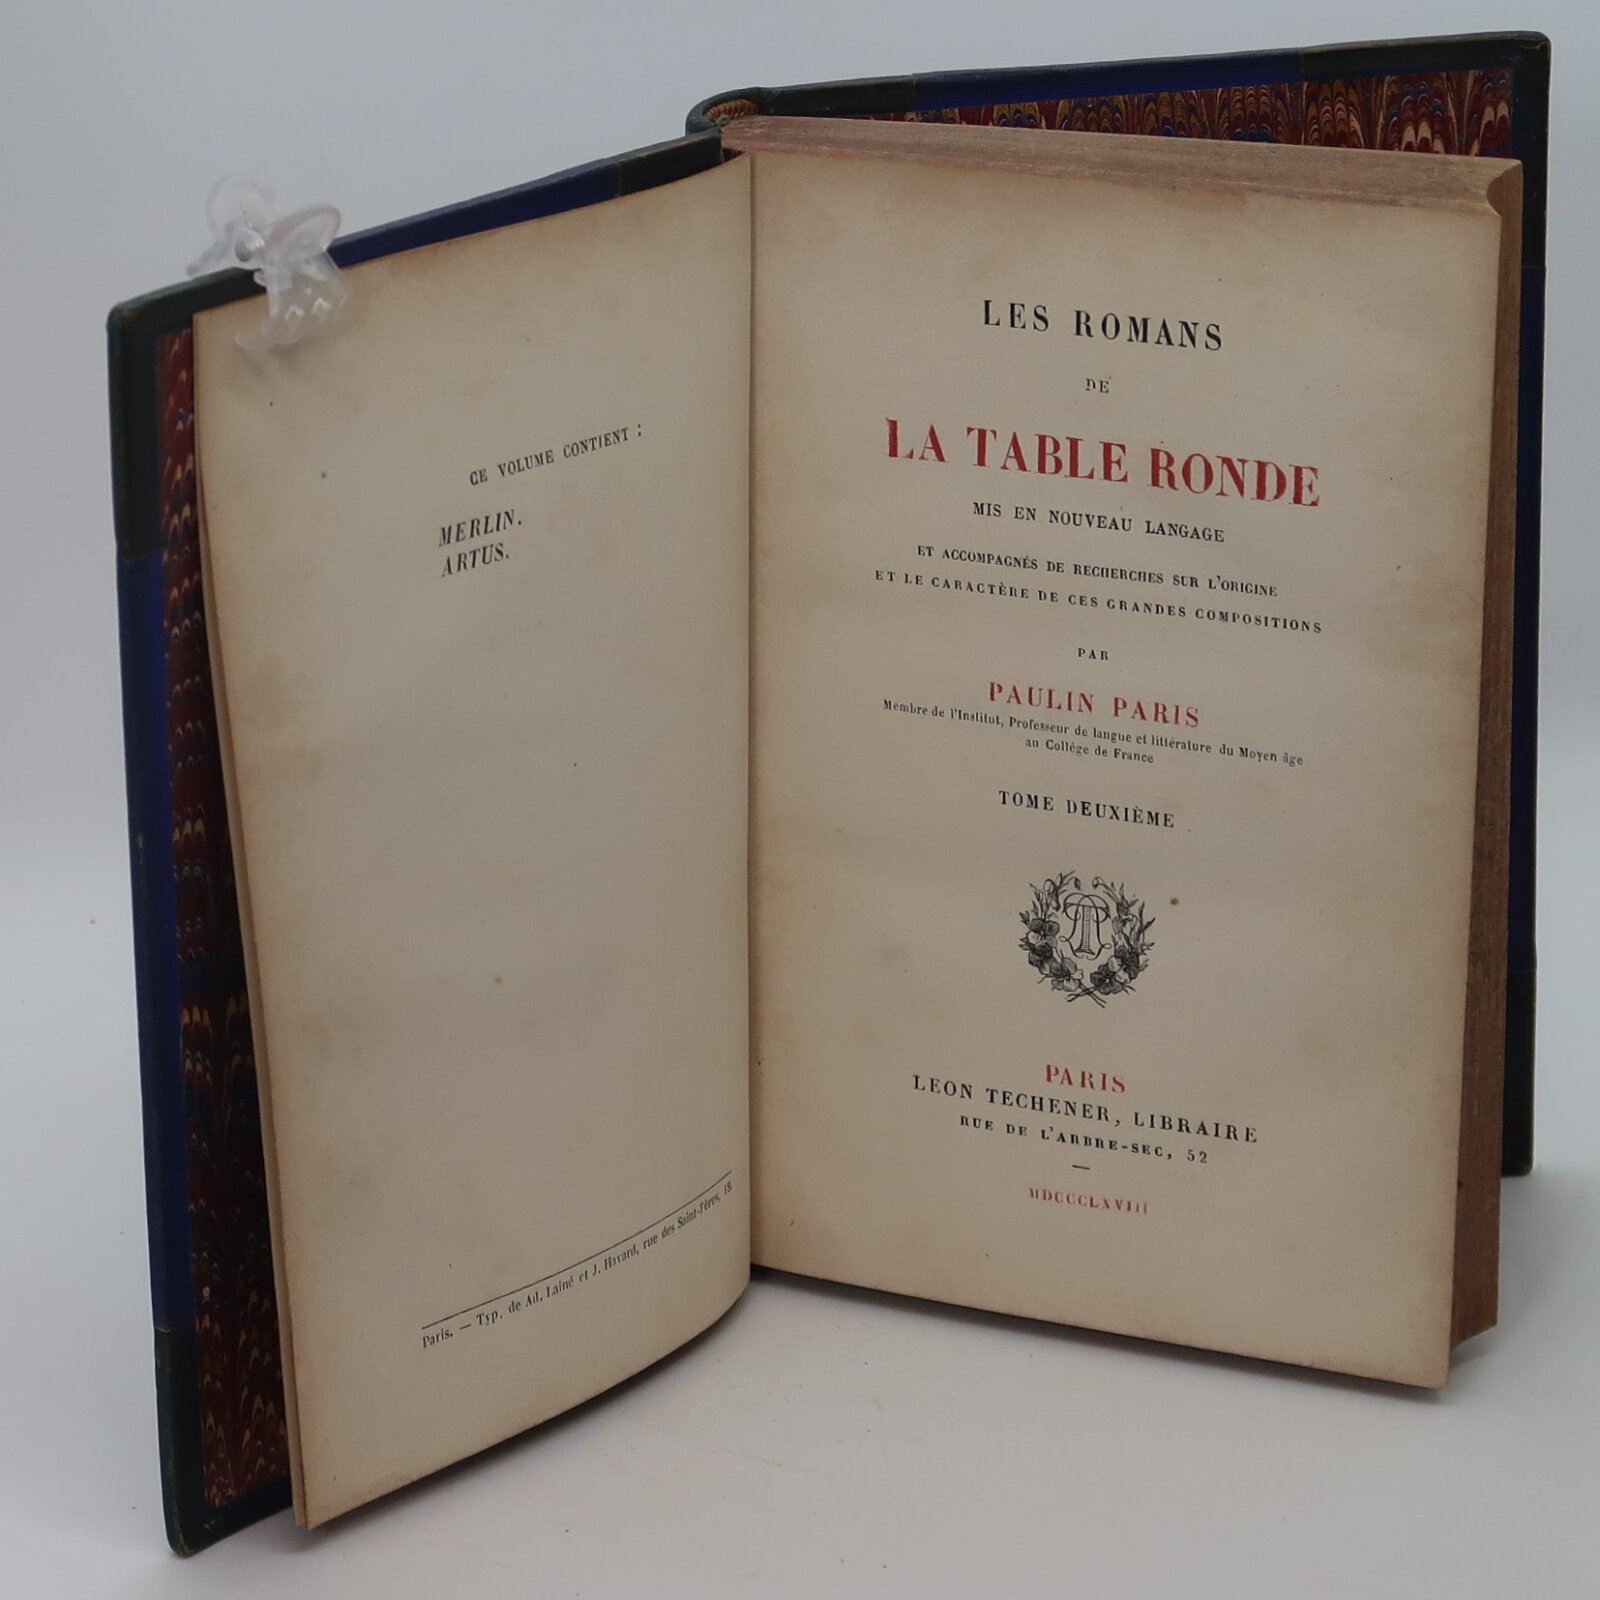 CE VOLUME CONTIENT :
MERLIN.
ARTUS.
Paris. — Typ. de Ad. Lainé et J. Havard, rue des Saint-Pères, 19.
LES ROMANS
DE
LA TABLE RONDE
MIS EN NOUVEAU LANGAGE
ET ACCOMPAGNÉS DE RECHERCHES SUR L'ORIGINE
ET LE CARACTÈRE DE CES GRANDES COMPOSITIONS
PAR
PAULIN PARIS
Membre de l'Institut, Professeur de langue et littérature du Moyen âge
au Collége de France
TOME DEUXIÈME
PARIS
LEON TECHENER, LIBRAIRE
RUE DE L'ARBRE-SEC, 52
—
MDCCCLXVIII